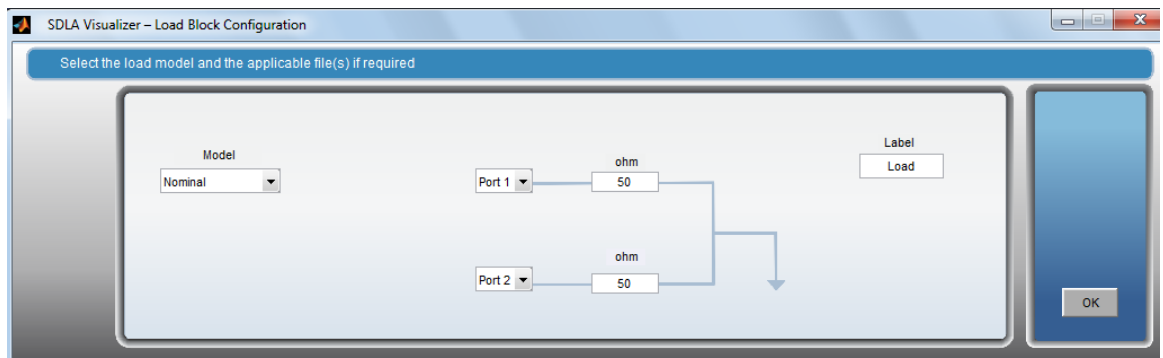 SDLA Visualizer – Load Block Configuration
Select the load model and the applicable file(s) if required
Model
Nominal
Port 1
ohm
50
Label
Load
Port 2
ohm
50
OK